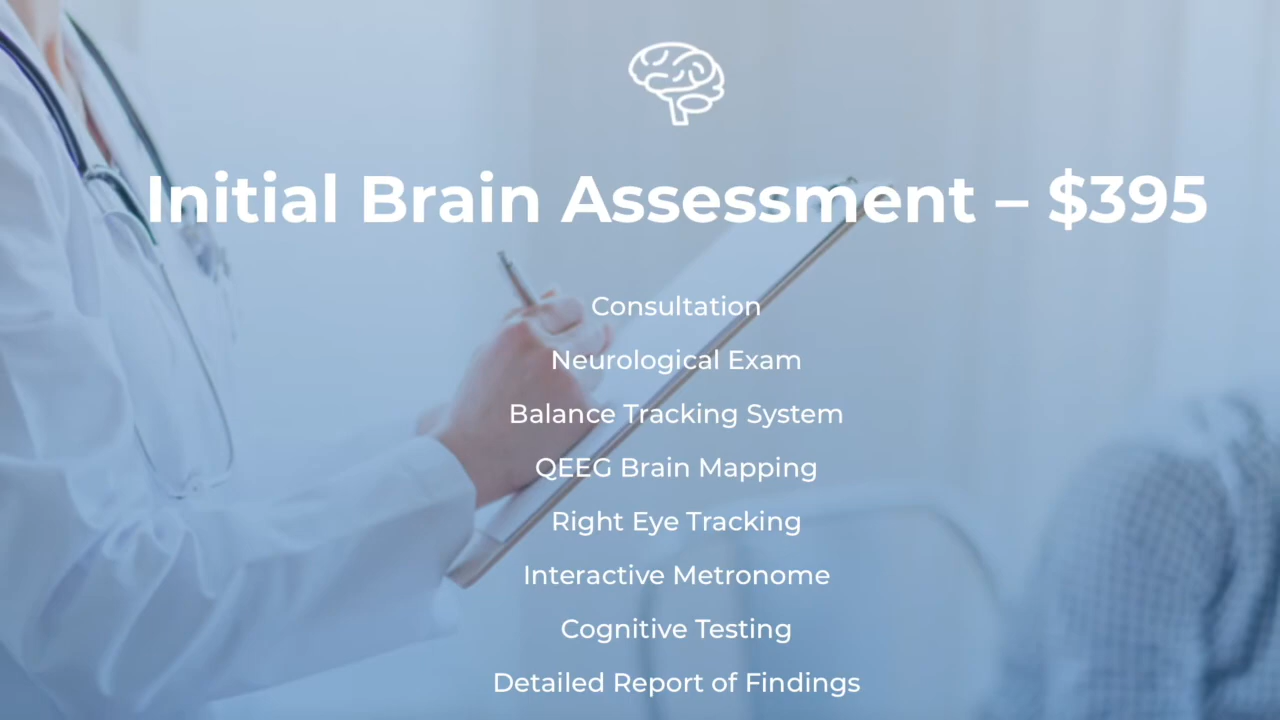 Initial Brain Assessment – $395
Consultation
Neurological Exam
Balance Tracking System
QEEG Brain Mapping
Right Eye Tracking
Interactive Metronome
Cognitive Testing
Detailed Report of Findings